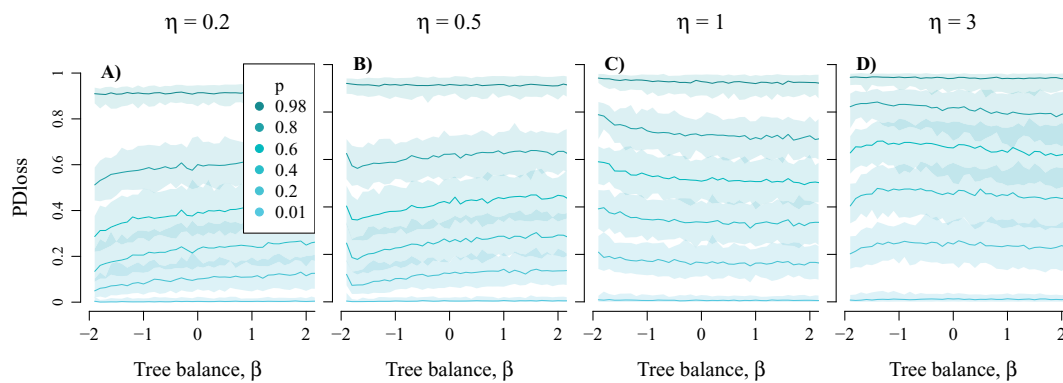 η = 0.2
η = 0.5
η = 1
η = 3
A)
B)
C)
D)
p
0.98
0.8
0.6
0.4
0.2
0.01
PDloss
1
0.8
0.6
0.4
0.2
0
−2 −1 0 1 2
−2 −1 0 1 2
−2 −1 0 1 2
−2 −1 0 1 2
Tree balance, β
Tree balance, β
Tree balance, β
Tree balance, β